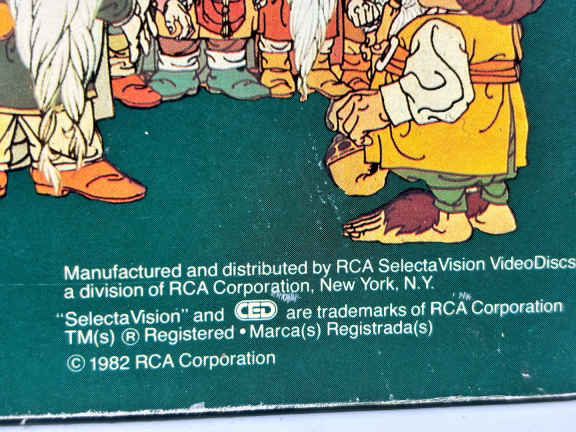 Manufactured and distributed by RCA SelectaVision VideoDiscs
a division of RCA Corporation, New York, N.Y.
"SelectaVision" and CED are trademarks of RCA Corporation
TM(s) ® Registered • Marca(s) Registrada(s)
© 1982 RCA Corporation